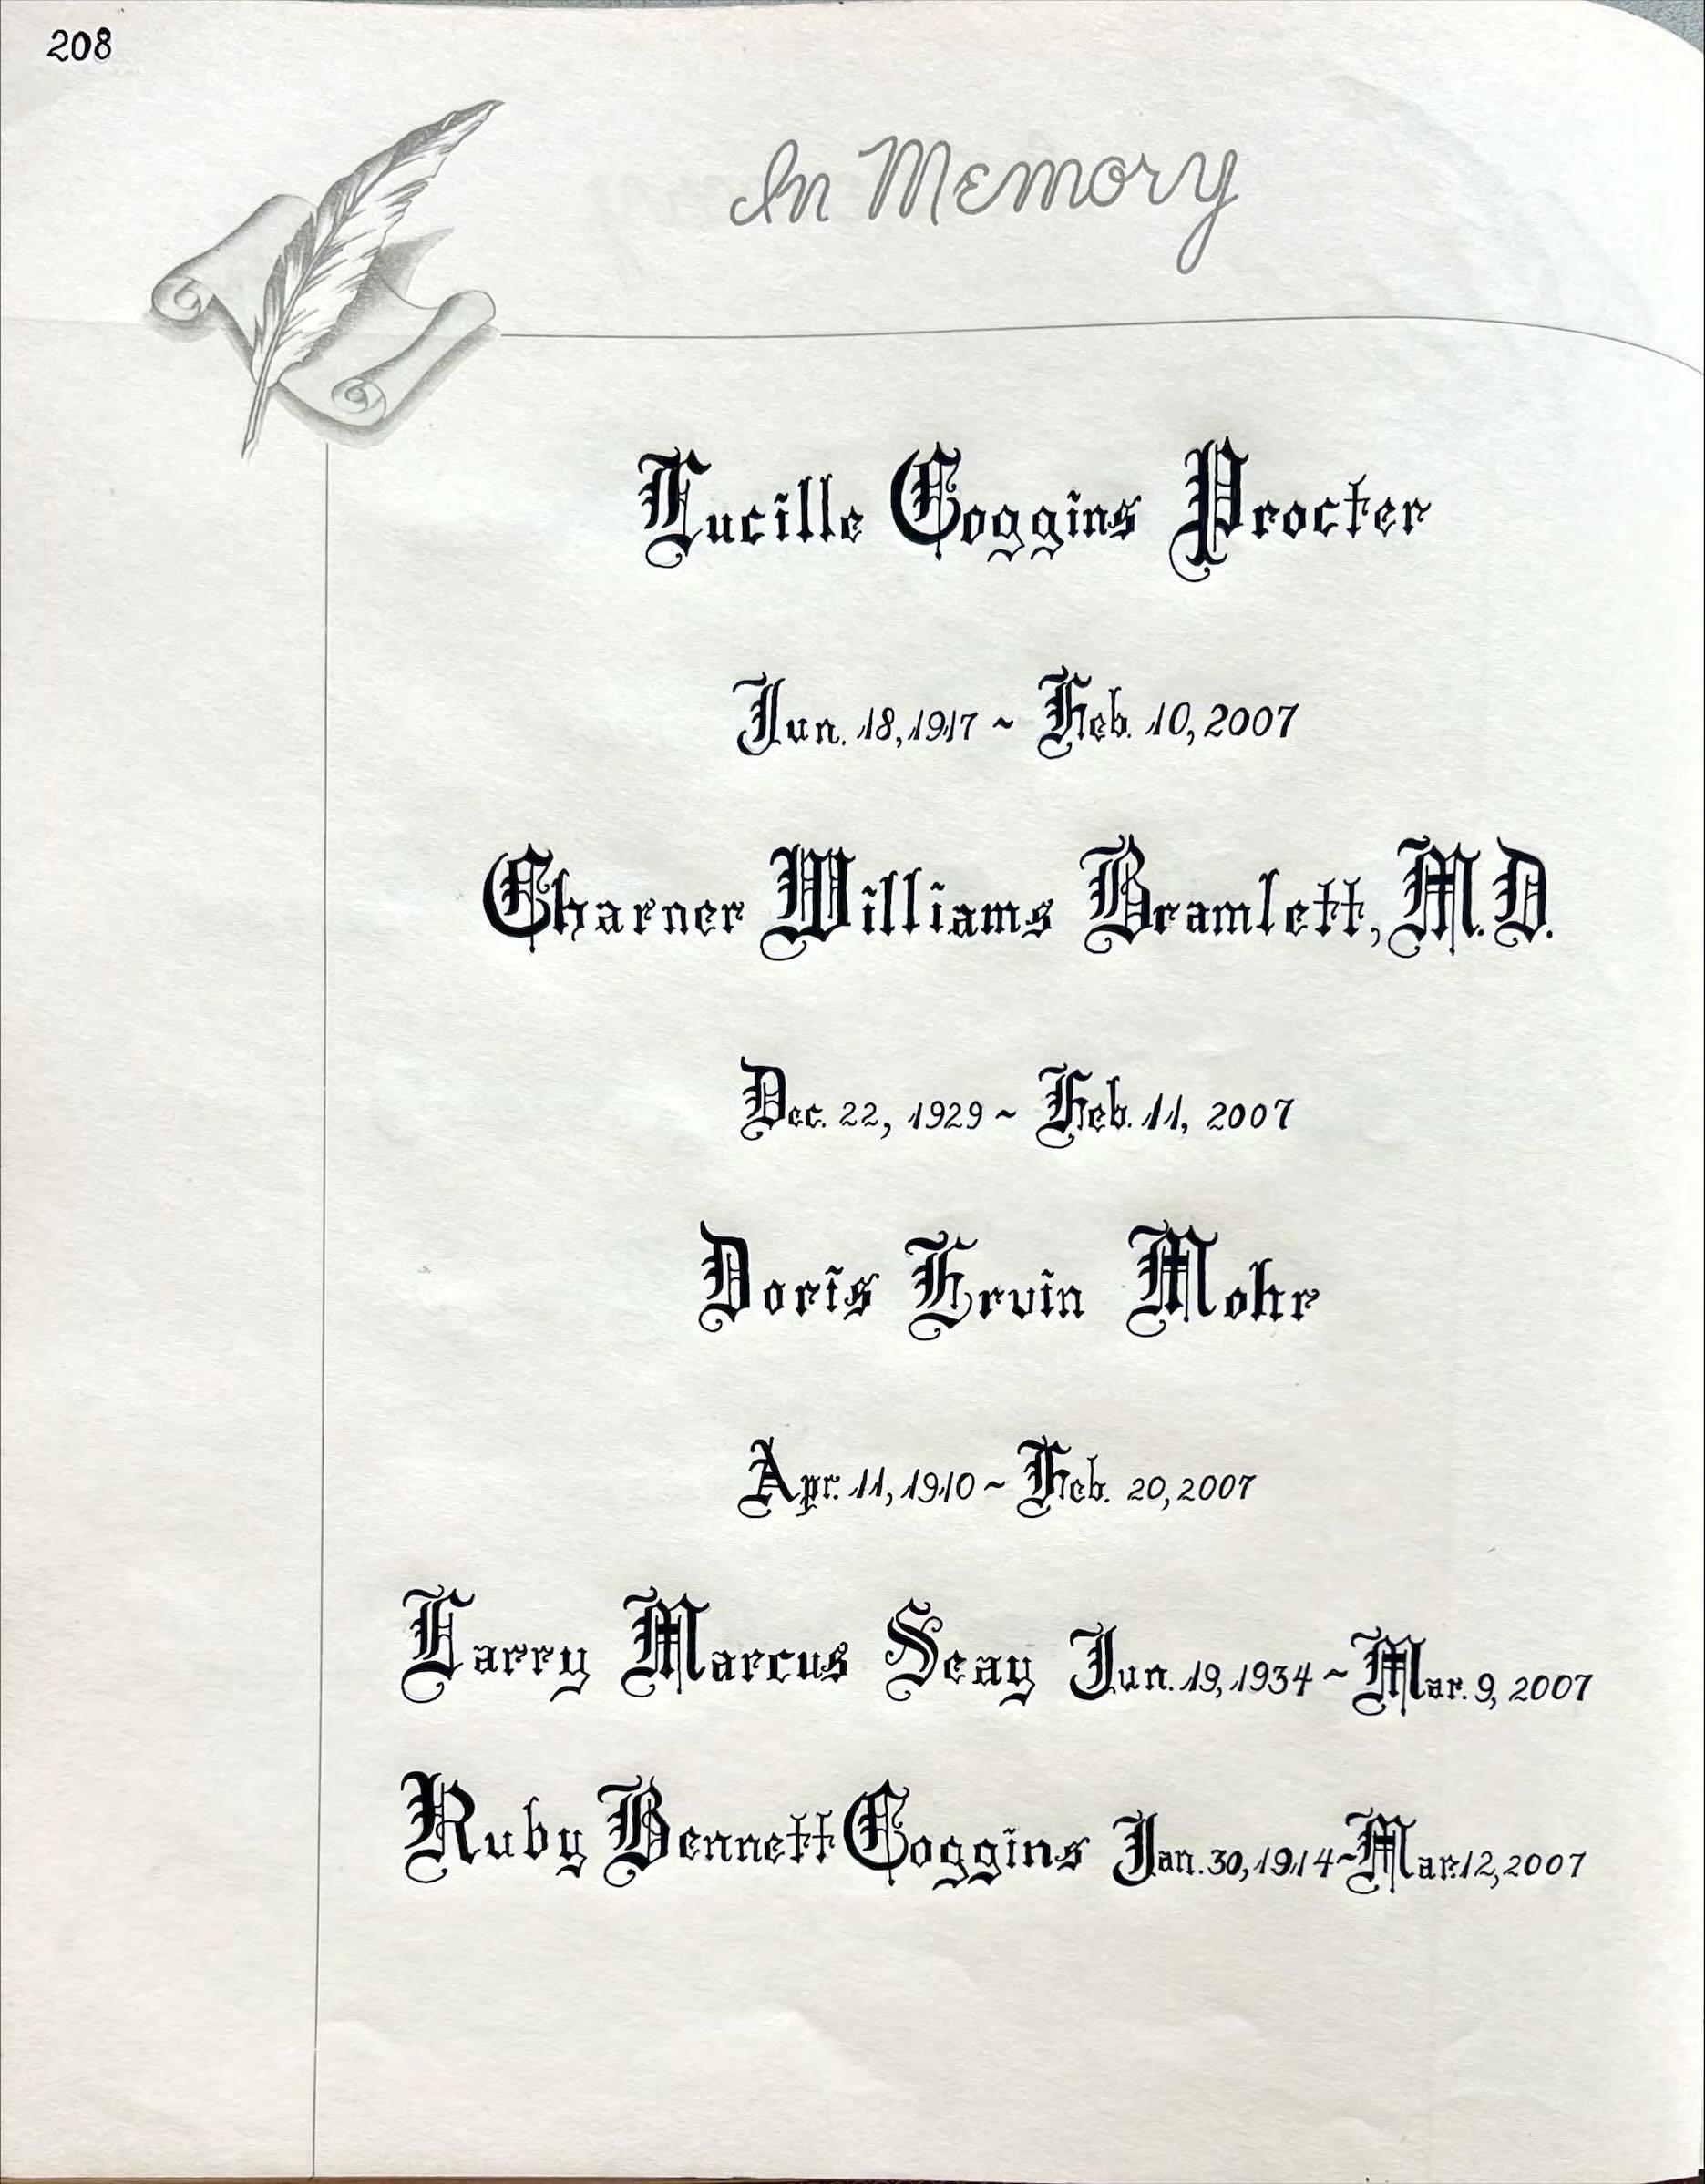 208
In Memory
Lucille Coggins Procter
Jun. 18, 1917 ~ Feb. 10, 2007
Charner Williams Bramlett, M.D.
Dec. 22, 1929 ~ Feb. 11, 2007
Doris Ervin Mohr
Apr. 11, 1910 ~ Feb. 20, 2007
Larry Marcus Seay Jun. 19, 1934 ~ Mar. 9, 2007
Ruby Bennett Coggins Jan. 30, 1914 ~ Mar. 12, 2007